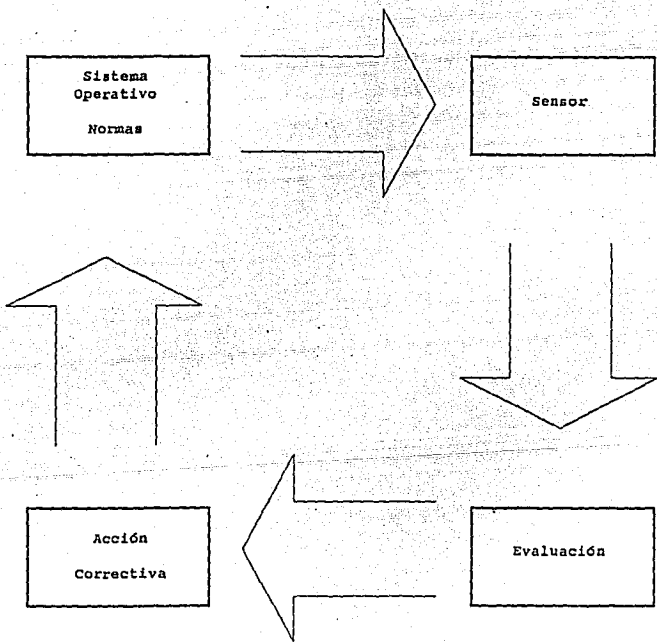 Sistema
Operativo
Normas
Sensor
Acción
Correctiva
Evaluación